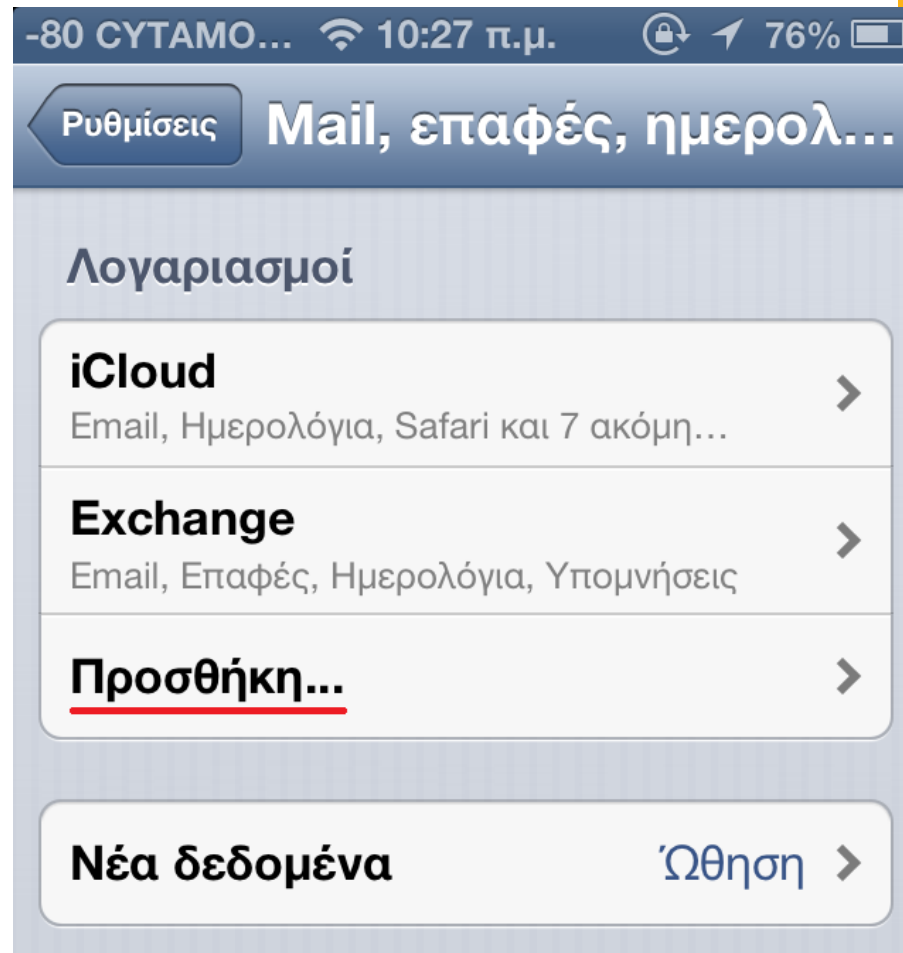 -80 CYTAMO... 10:27 π.μ. 76%
Ρυθμίσεις Mail, επαφές, ημερολ...
Λογαριασμοί
iCloud
Email, Ημερολόγια, Safari και 7 ακόμη...
Exchange
Email, Επαφές, Ημερολόγια, Υπομνήσεις
Προσθήκη...
Νέα δεδομένα Ώθηση